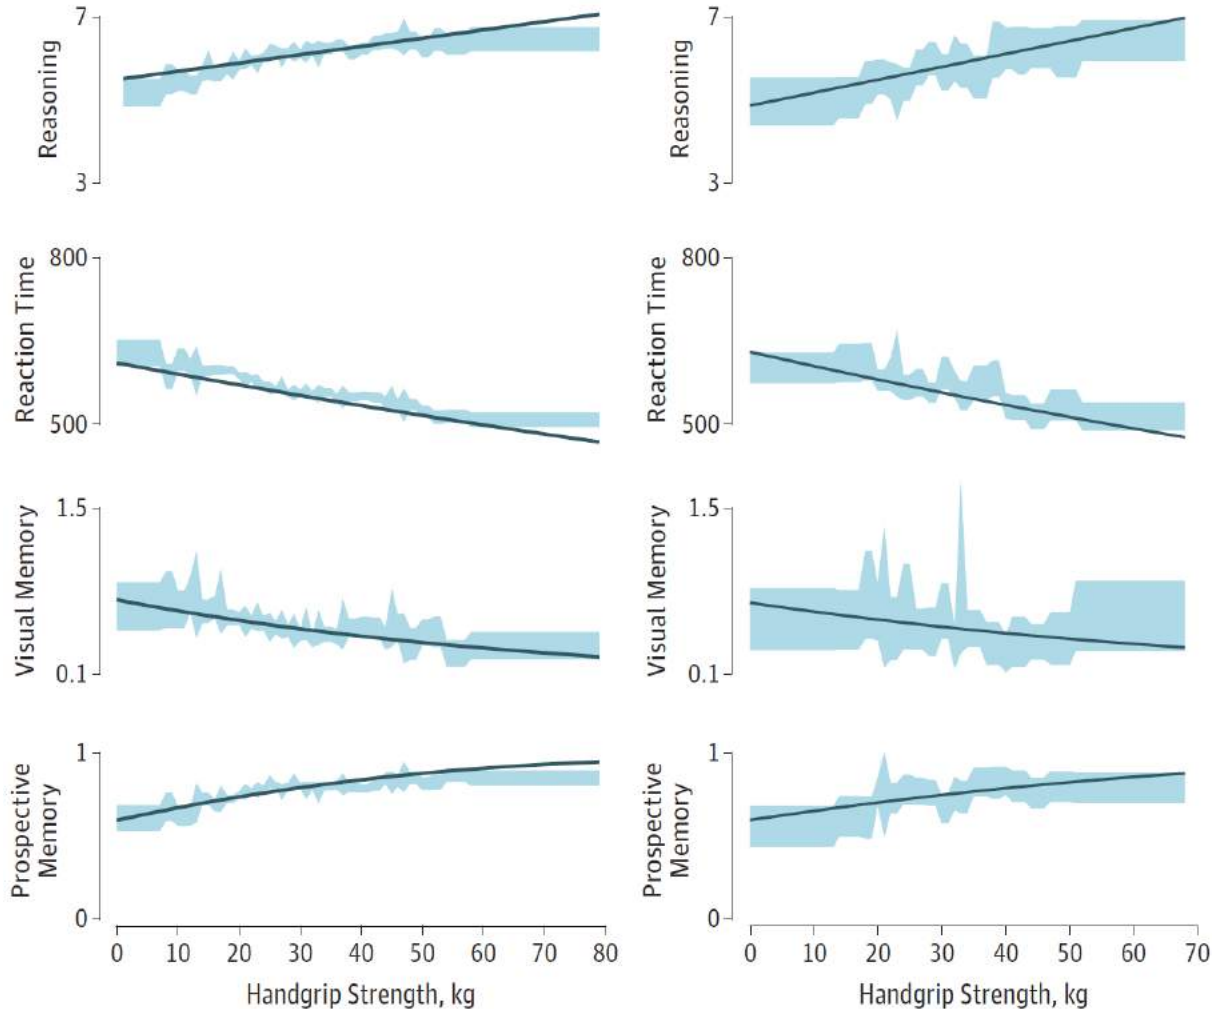 Reasoning
7
3
Reaction Time
800
500
Visual Memory
1.5
0.1
Prospective
Memory
1
0
0 10 20 30 40 50 60 70 80
Handgrip Strength, kg
Reasoning
7
3
Reaction Time
800
500
Visual Memory
1.5
0.1
Prospective
Memory
1
0
0 10 20 30 40 50 60 70
Handgrip Strength, kg